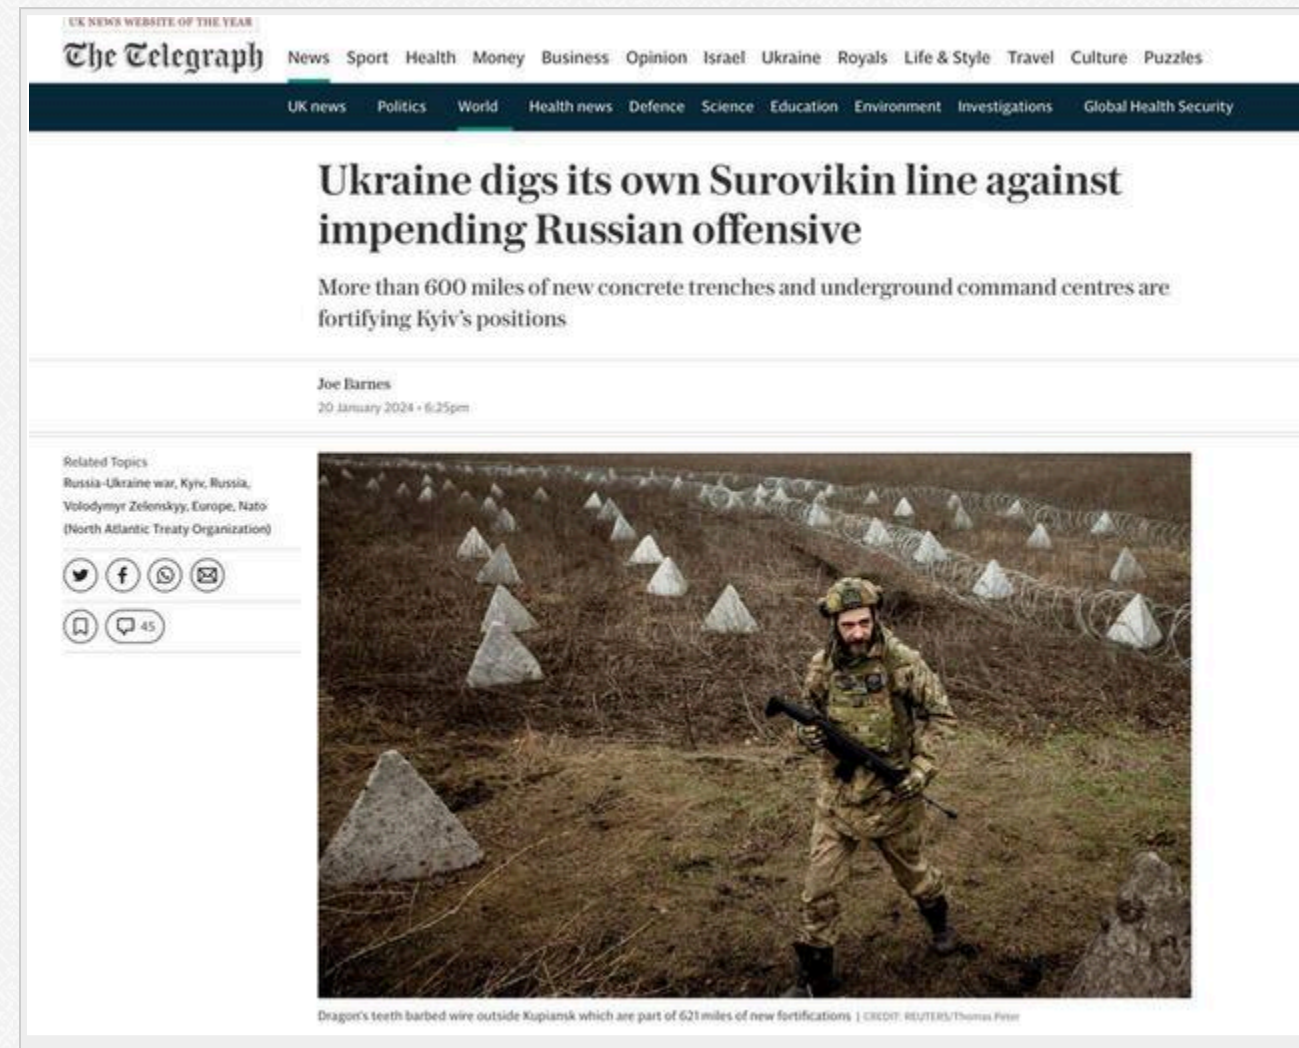 UK NEWS WEBSITE OF THE YEAR
The Telegraph
News Sport Health Money Business Opinion Israel Ukraine Royals Life & Style Travel Culture Puzzles
UK news Politics World Health news Defence Science Education Environment Investigations Global Health Security
Ukraine digs its own Surovikin line against
impending Russian offensive
More than 600 miles of new concrete trenches and underground command centres are
fortifying Kyiv's positions
Joe Barnes
20 January 2024 • 6:25pm
Related Topics
Russia-Ukraine war, Kyiv, Russia,
Volodymyr Zelenskyy, Europe, Nato
(North Atlantic Treaty Organization)
45
Dragon's teeth barbed wire outside Kupiansk which are part of 621 miles of new fortifications | CREDIT: REUTERS/Thomas Peter